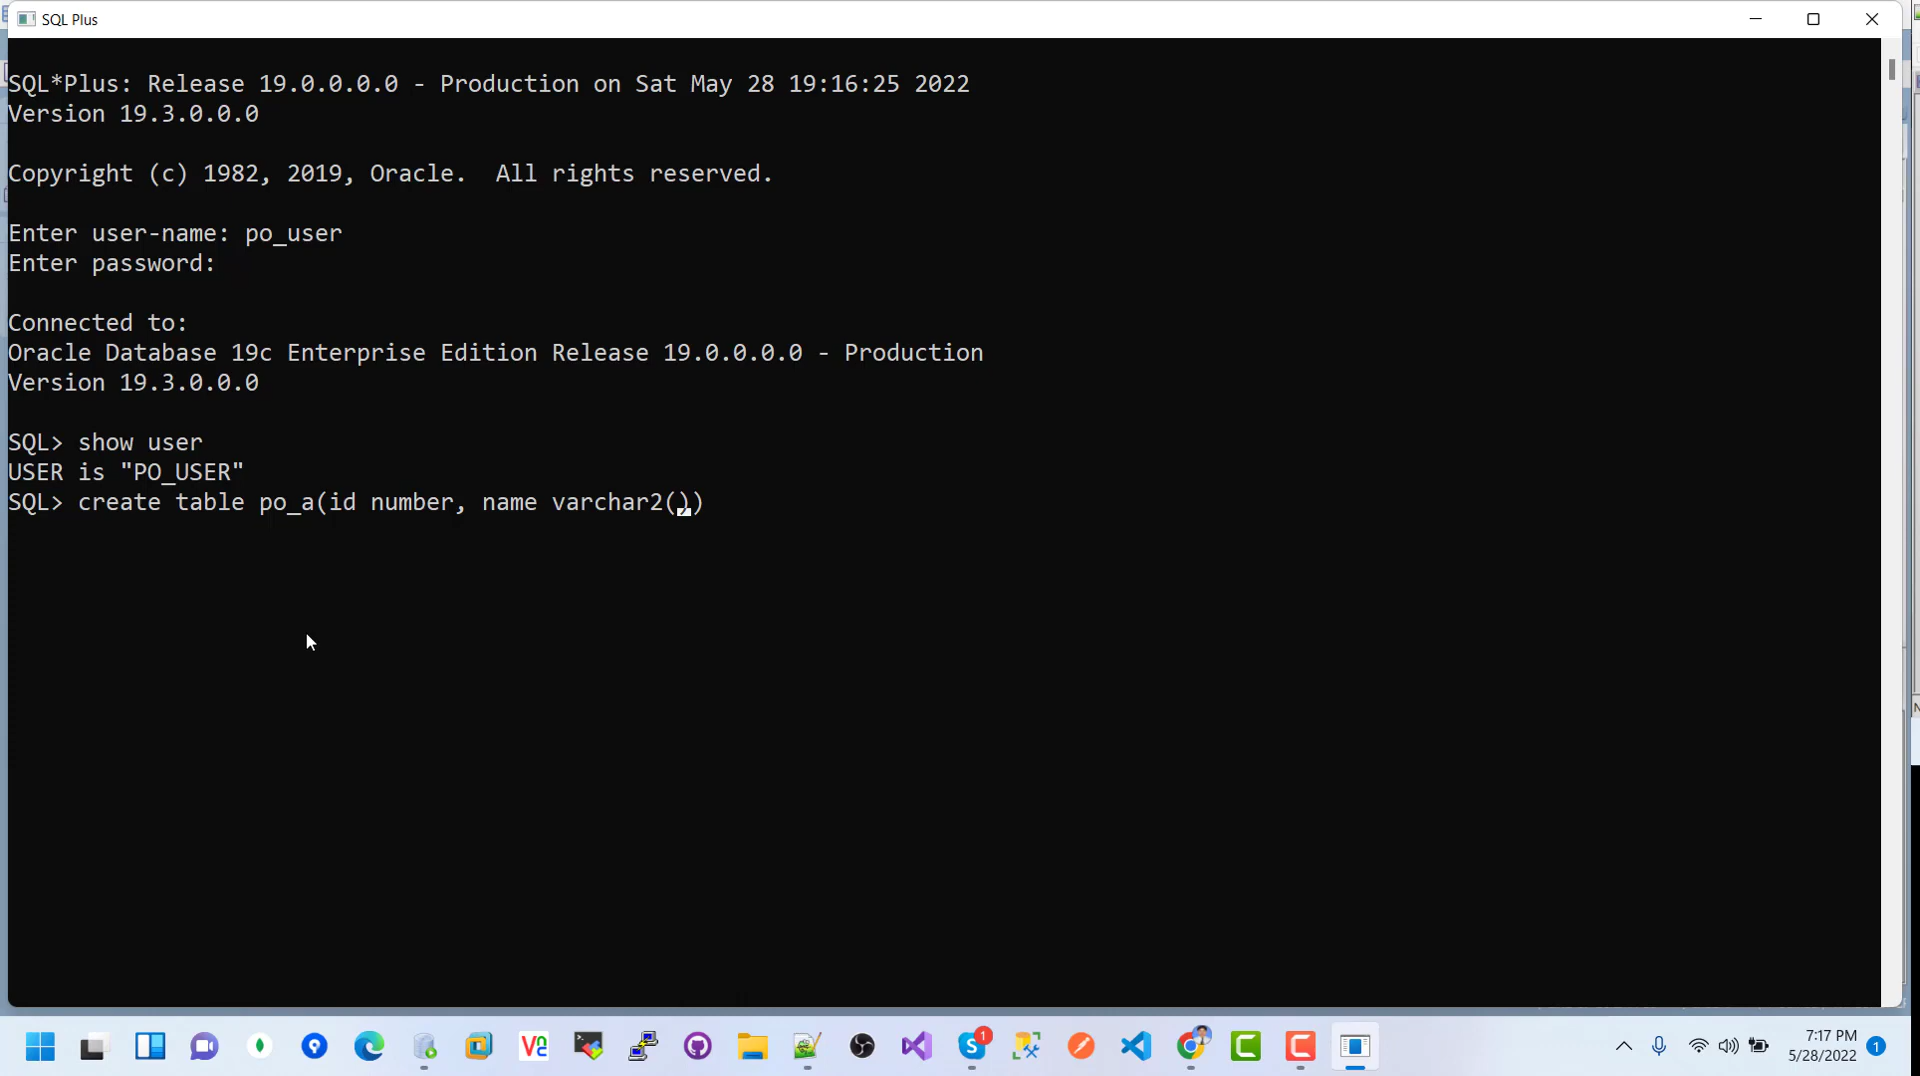 SQL Plus
SQL*Plus: Release 19.0.0.0.0 - Production on Sat May 28 19:16:25 2022
Version 19.3.0.0.0
Copyright (c) 1982, 2019, Oracle.  All rights reserved.
Enter user-name: po_user
Enter password:
Connected to:
Oracle Database 19c Enterprise Edition Release 19.0.0.0.0 - Production
Version 19.3.0.0.0
SQL> show user
USER is "PO_USER"
SQL> create table po_a(id number, name varchar2())
7:17 PM
5/28/2022
1
1